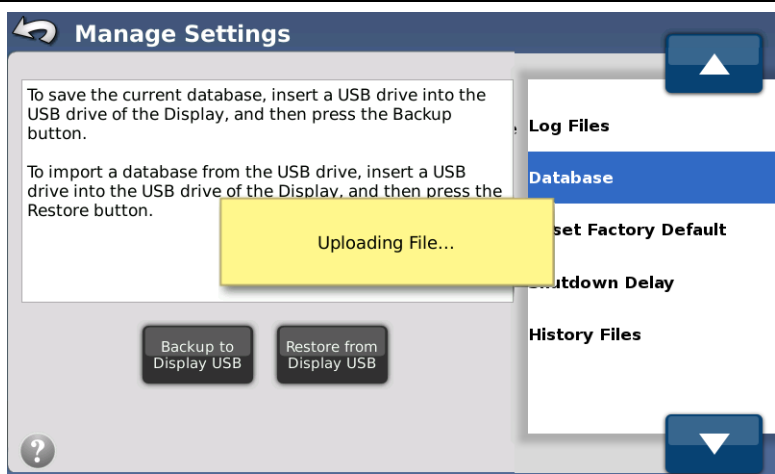 Manage Settings
To save the current database, insert a USB drive into the
USB drive of the Display, and then press the Backup
button.
To import a database from the USB drive, insert a USB
drive into the USB drive of the Display, and then press the
Restore button.
Uploading File...
Backup to
Display USB
Restore from
Display USB
?
Log Files
Database
set Factory Default
Shutdown Delay
History Files